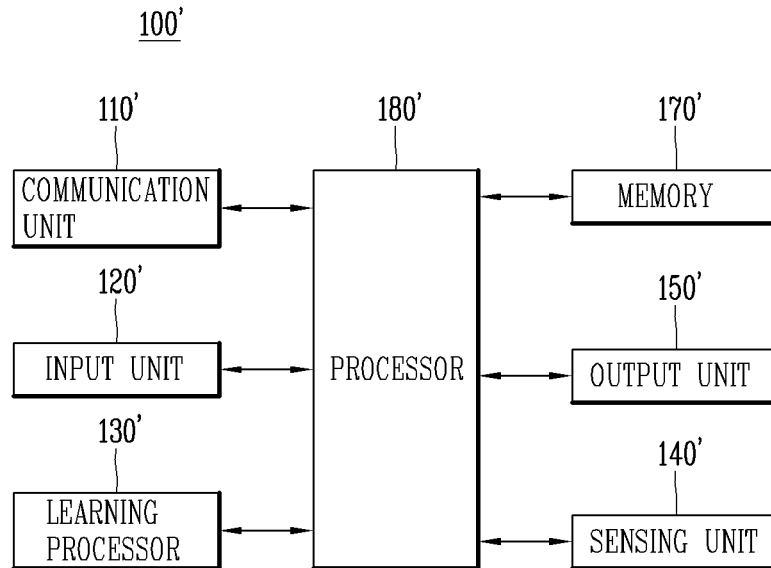 100'
110'
180'
170'
COMMUNICATION
UNIT
MEMORY
120'
150'
INPUT UNIT
PROCESSOR
OUTPUT UNIT
130'
140'
LEARNING
PROCESSOR
SENSING UNIT